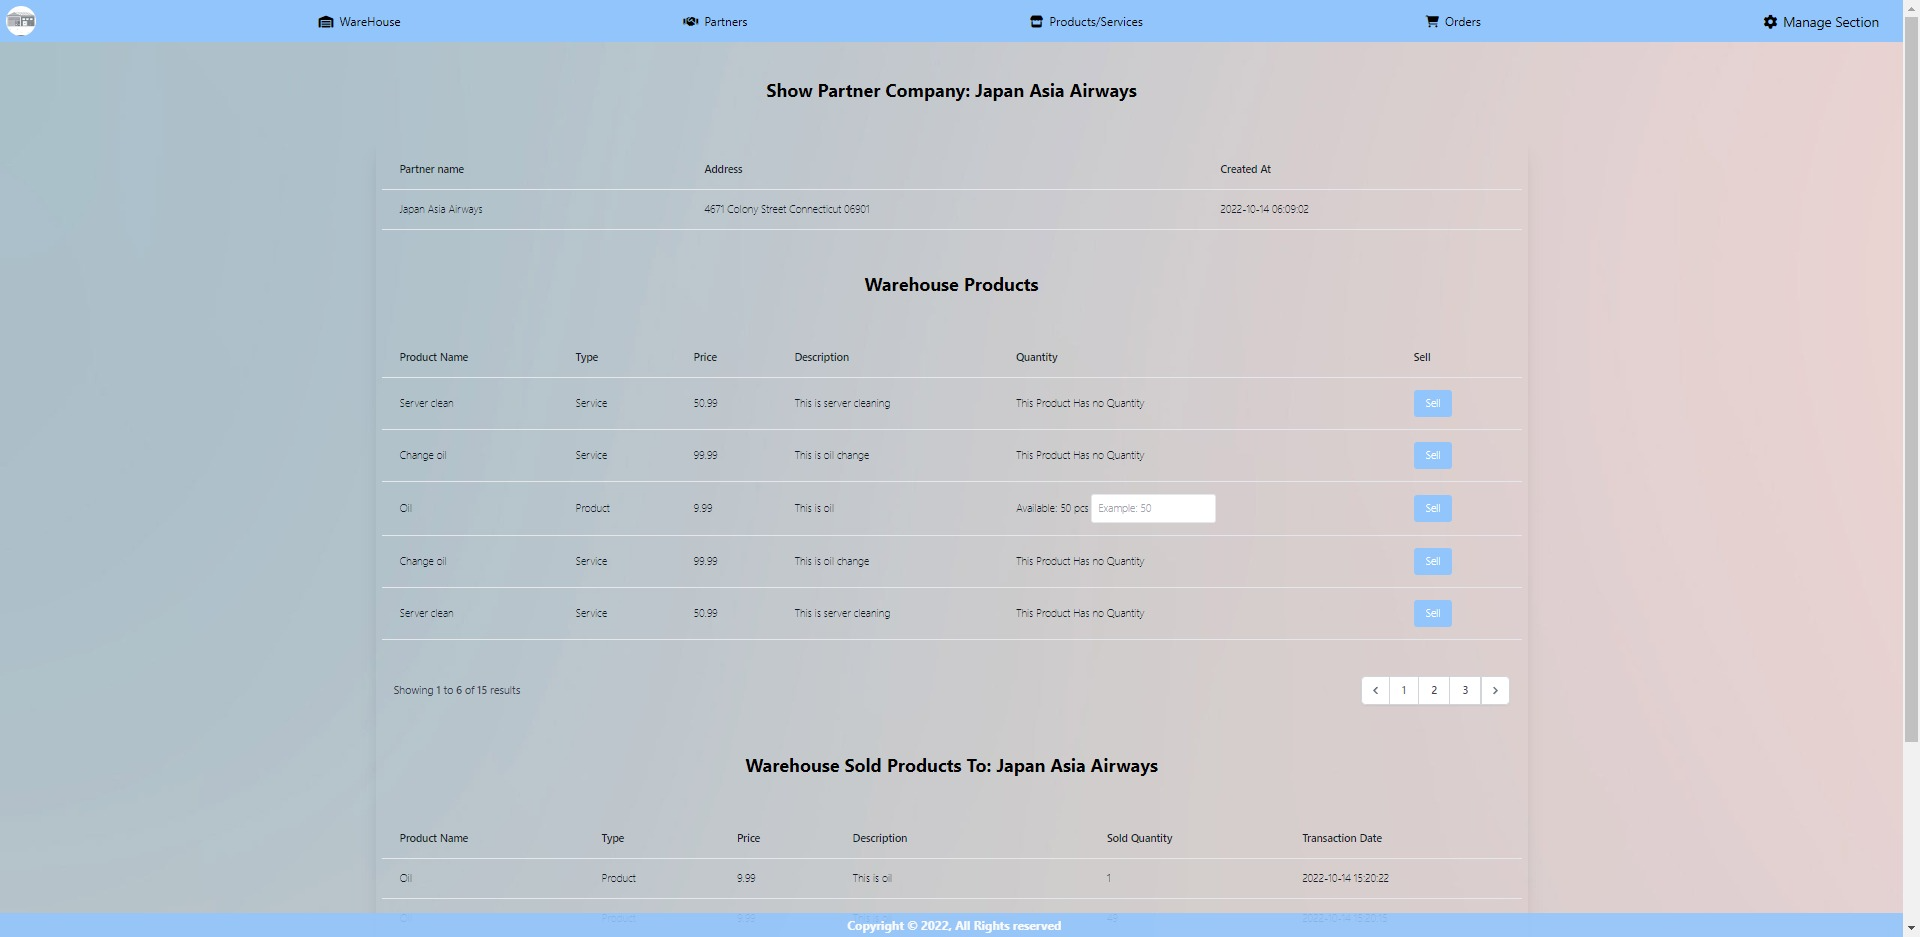 WareHouse Partners Products/Services Orders Manage Section
Show Partner Company: Japan Asia Airways
Partner name Address Created At
Japan Asia Airways 4671 Colony Street Connecticut 06901 2022-10-14 06:09:02
Warehouse Products
Product Name Type Price Description Quantity Sell
Server clean Service 50.99 This is server cleaning This Product Has no Quantity Sell
Change oil Service 99.99 This is oil change This Product Has no Quantity Sell
Oil Product 9.99 This is oil Available: 50 pcs Example: 50 Sell
Change oil Service 99.99 This is oil change This Product Has no Quantity Sell
Server clean Service 50.99 This is server cleaning This Product Has no Quantity Sell
Showing 1 to 6 of 15 results < 1 2 3 >
Warehouse Sold Products To: Japan Asia Airways
Product Name Type Price Description Sold Quantity Transaction Date
Oil Product 9.99 This is oil 1 2022-10-14 15:20:22
Copyright © 2022, All Rights reserved